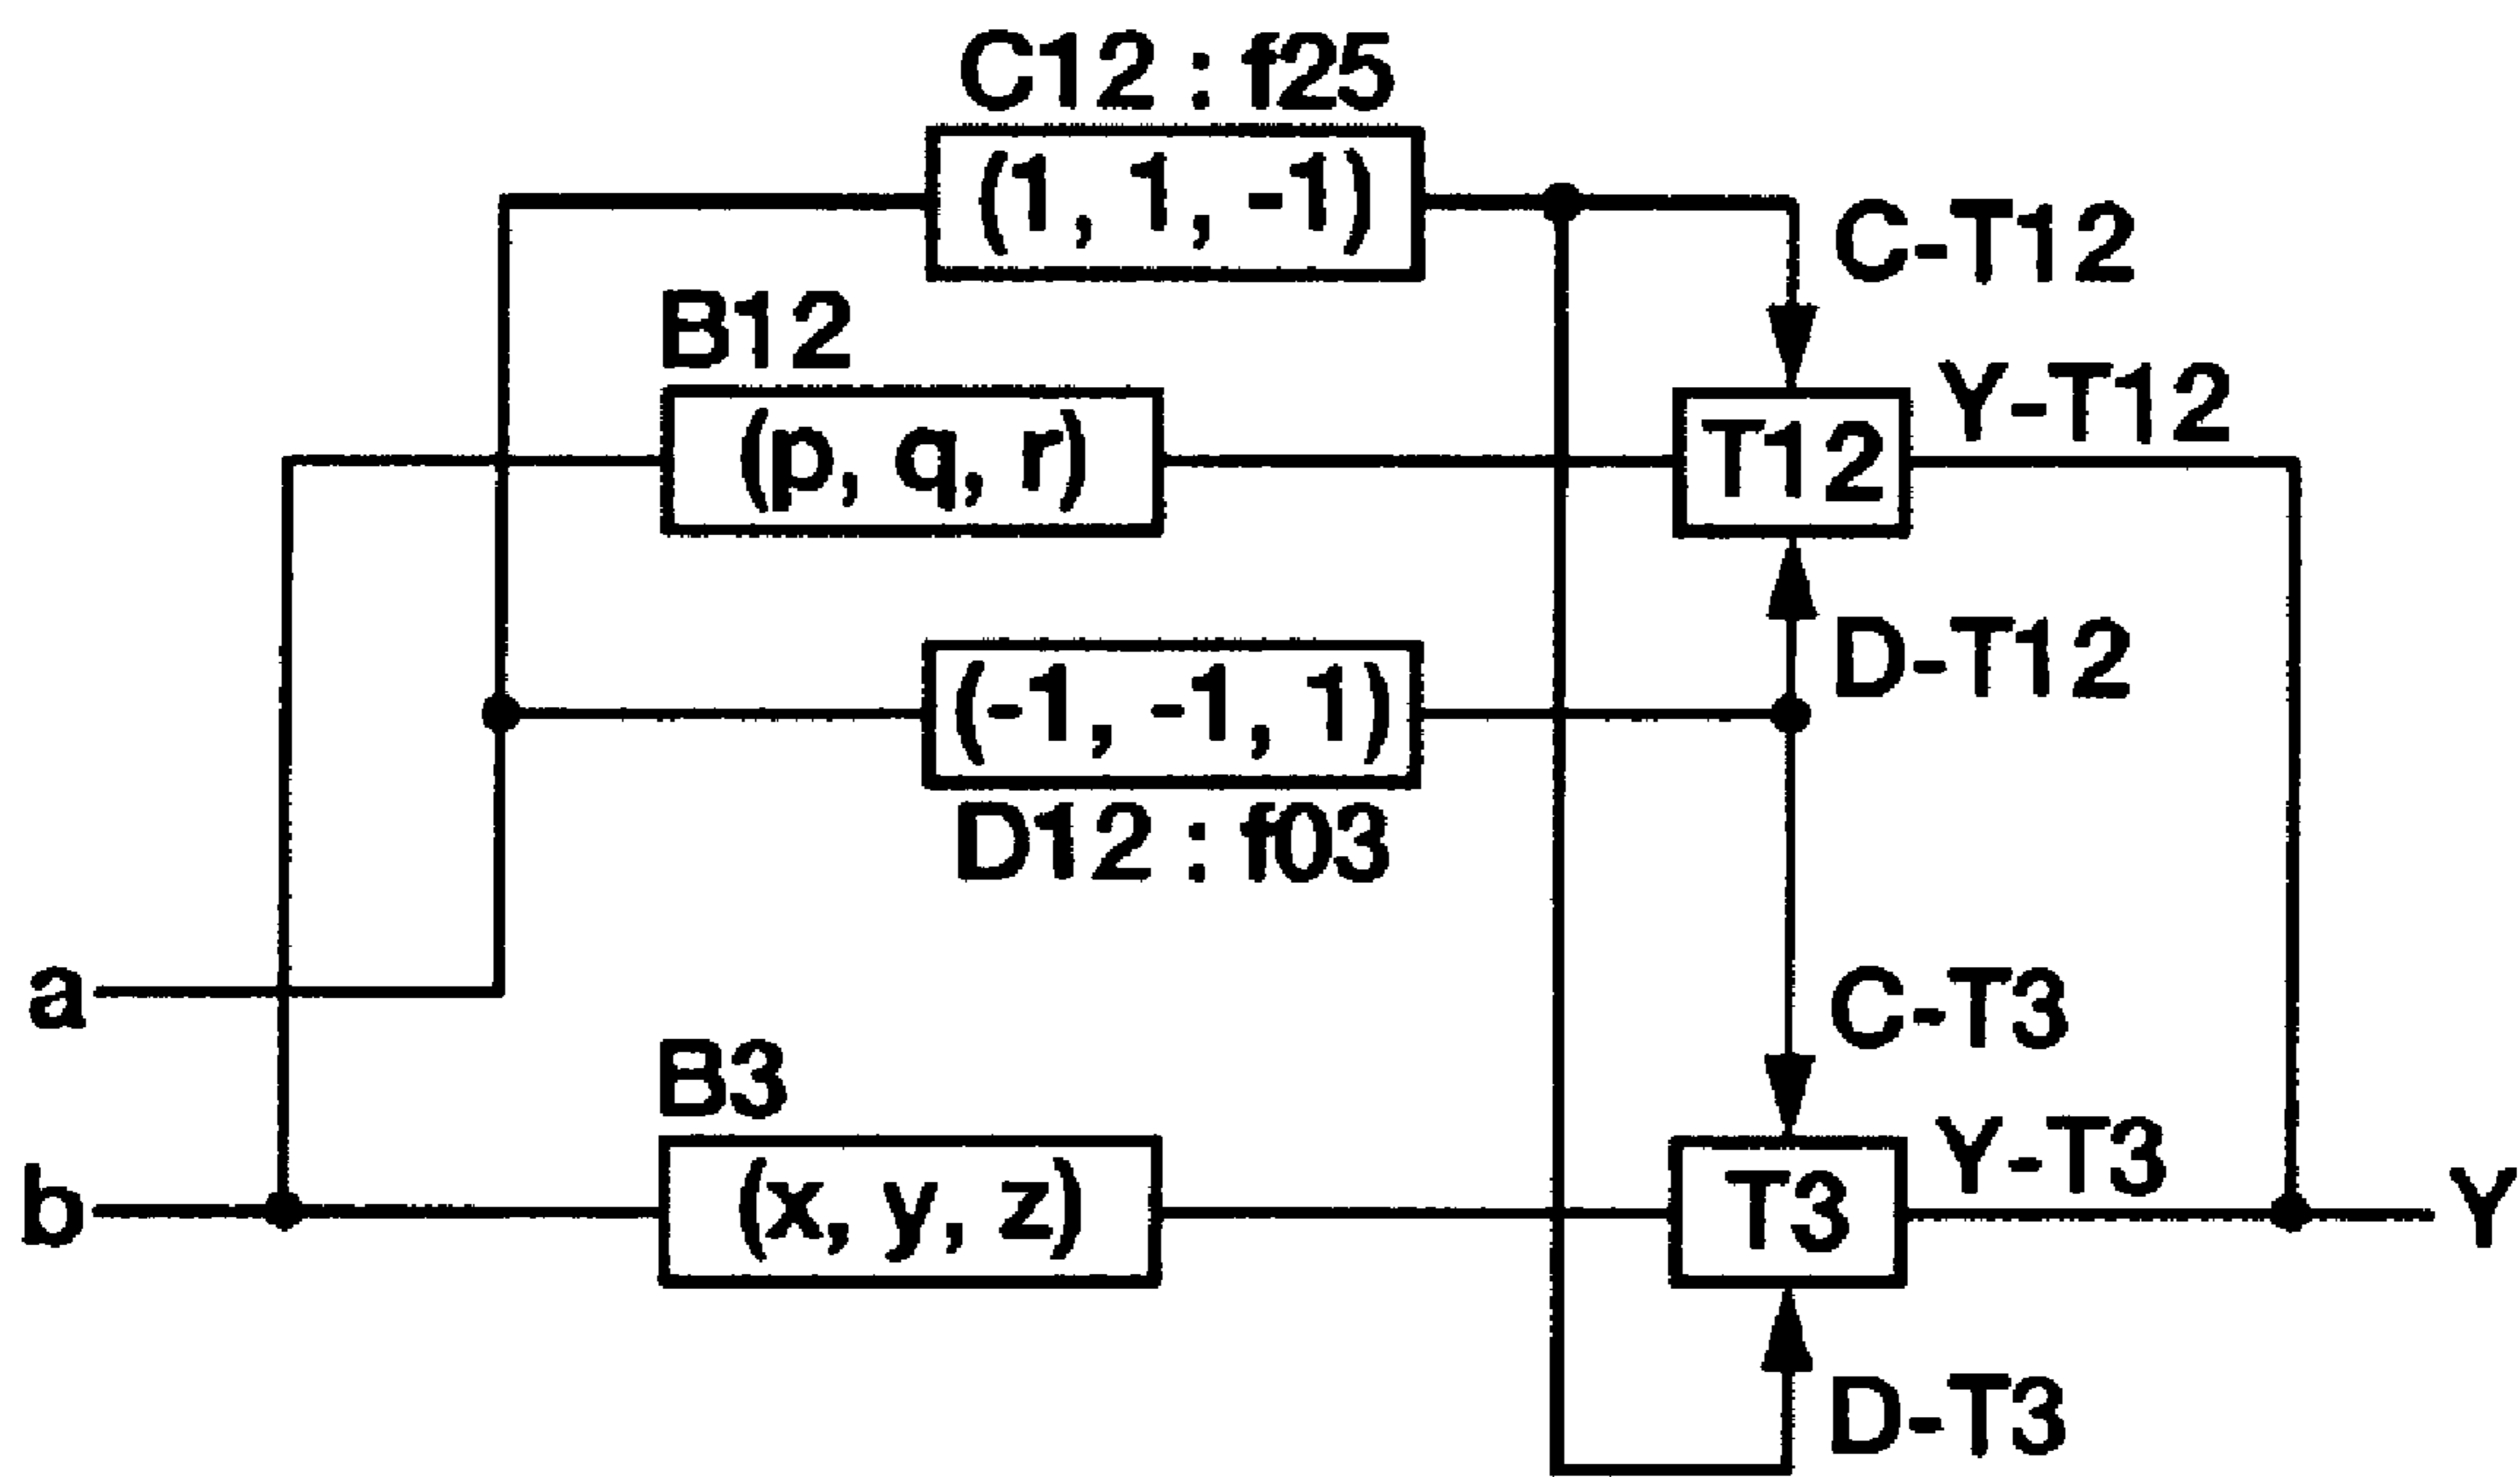 C12 : f25
(1, 1, -1)
C-T12
B12
(p, q, r)
T12
Y-T12
(-1, -1, 1)
D-T12
D12 : f03
a
C-T3
B3
b
(x, y, z)
T3
Y-T3
Y
D-T3